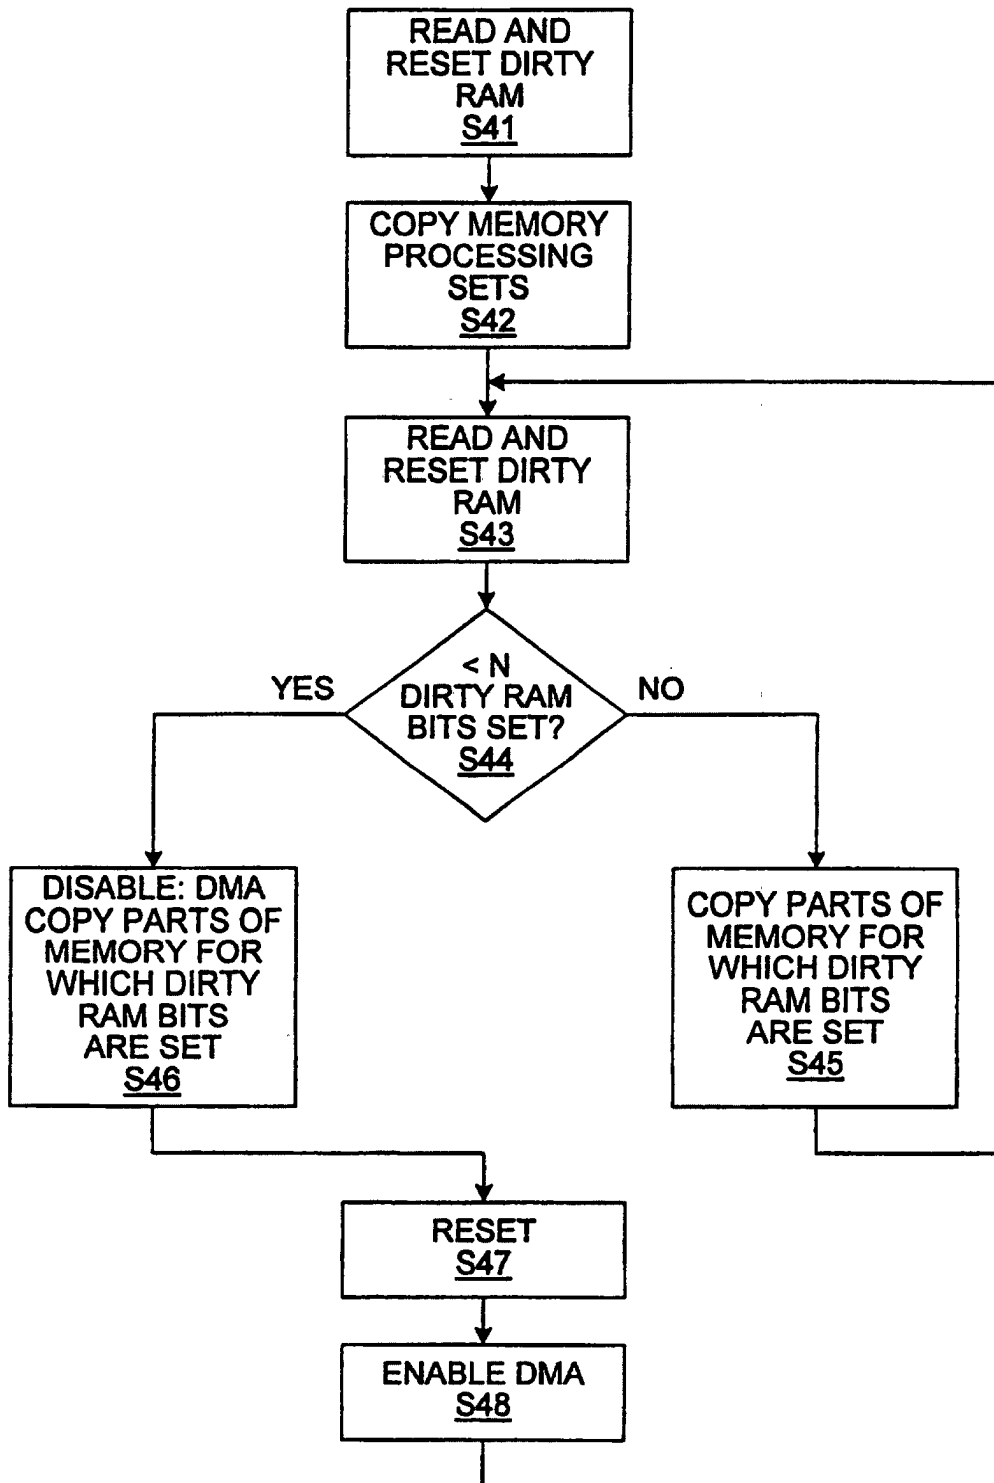 READ AND
RESET DIRTY
RAM
S41
COPY MEMORY
PROCESSING
SETS
S42
READ AND
RESET DIRTY
RAM
S43
< N
DIRTY RAM
BITS SET?
S44
YES
NO
DISABLE: DMA
COPY PARTS OF
MEMORY FOR
WHICH DIRTY
RAM BITS
ARE SET
S46
COPY PARTS OF
MEMORY FOR
WHICH DIRTY
RAM BITS
ARE SET
S45
RESET
S47
ENABLE DMA
S48